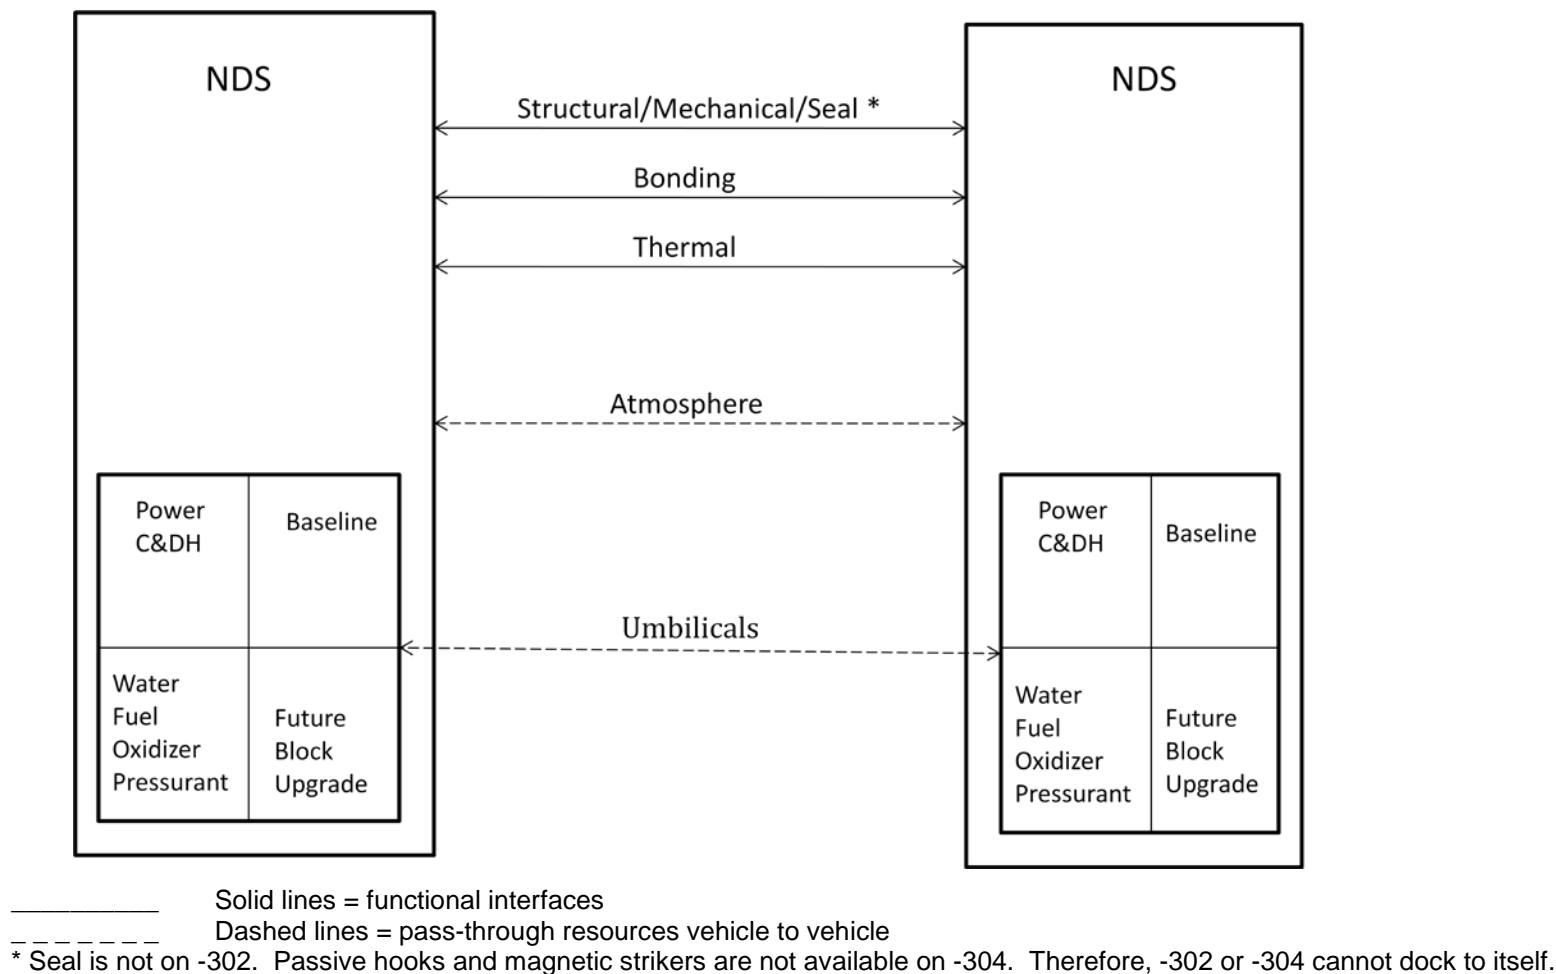 NDS
NDS
Structural/Mechanical/Seal *
Bonding
Thermal
Atmosphere
Power
C&DH
Baseline
Water
Fuel
Oxidizer
Pressurant
Future
Block
Upgrade
Umbilicals
Power
C&DH
Baseline
Water
Fuel
Oxidizer
Pressurant
Future
Block
Upgrade
Solid lines = functional interfaces
Dashed lines = pass-through resources vehicle to vehicle
* Seal is not on -302.  Passive hooks and magnetic strikers are not available on -304.  Therefore, -302 or -304 cannot dock to itself.